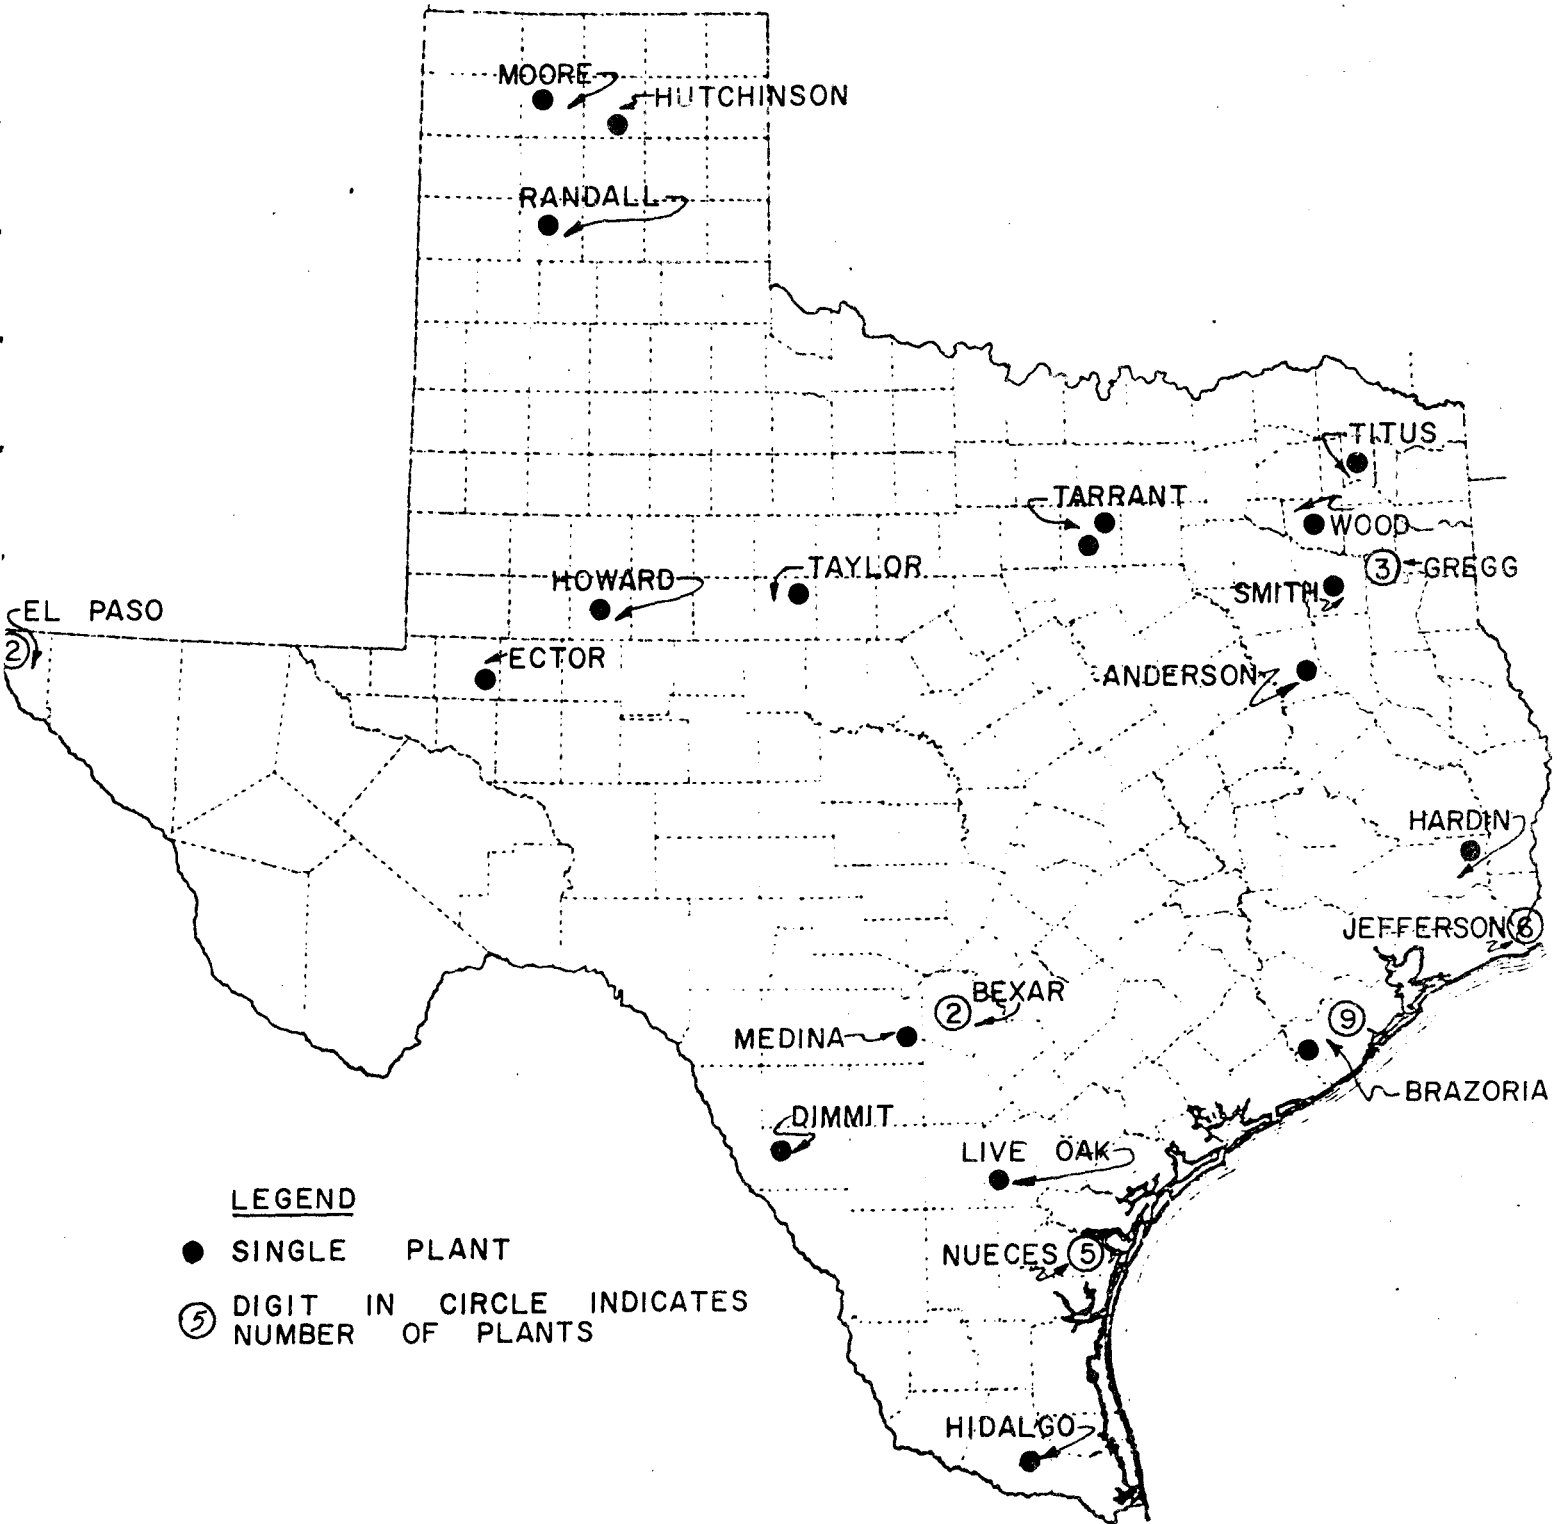 MOORE
HUTCHINSON
RANDALL
TITUS
TARRANT
WOOD
3 GREGG
TAYLOR
HOWARD
SMITH
EL PASO
2
ECTOR
ANDERSON
HARDIN
JEFFERSON 6
BEXAR
2
9
MEDINA
BRAZORIA
DIMMIT
LIVE OAK
LEGEND
SINGLE PLANT
NUECES 5
5 DIGIT IN CIRCLE INDICATES
NUMBER OF PLANTS
HIDALGO